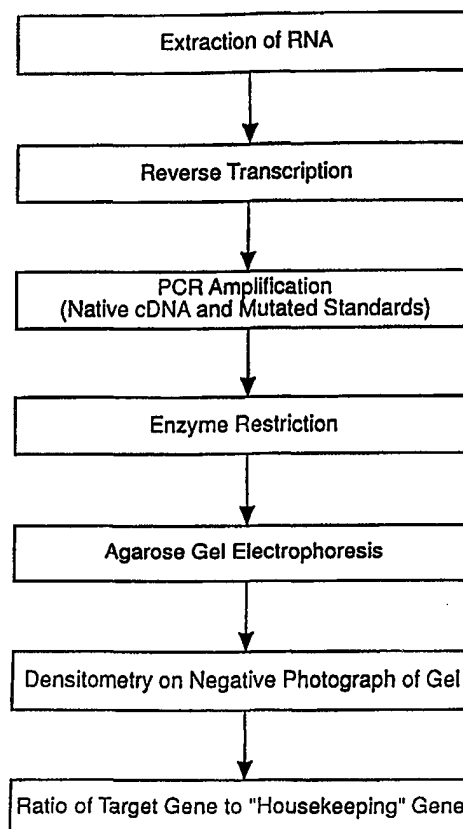 Extraction of RNA
Reverse Transcription
PCR Amplification
(Native cDNA and Mutated Standards)
Enzyme Restriction
Agarose Gel Electrophoresis
Densitometry on Negative Photograph of Gel
Ratio of Target Gene to "Housekeeping" Gene